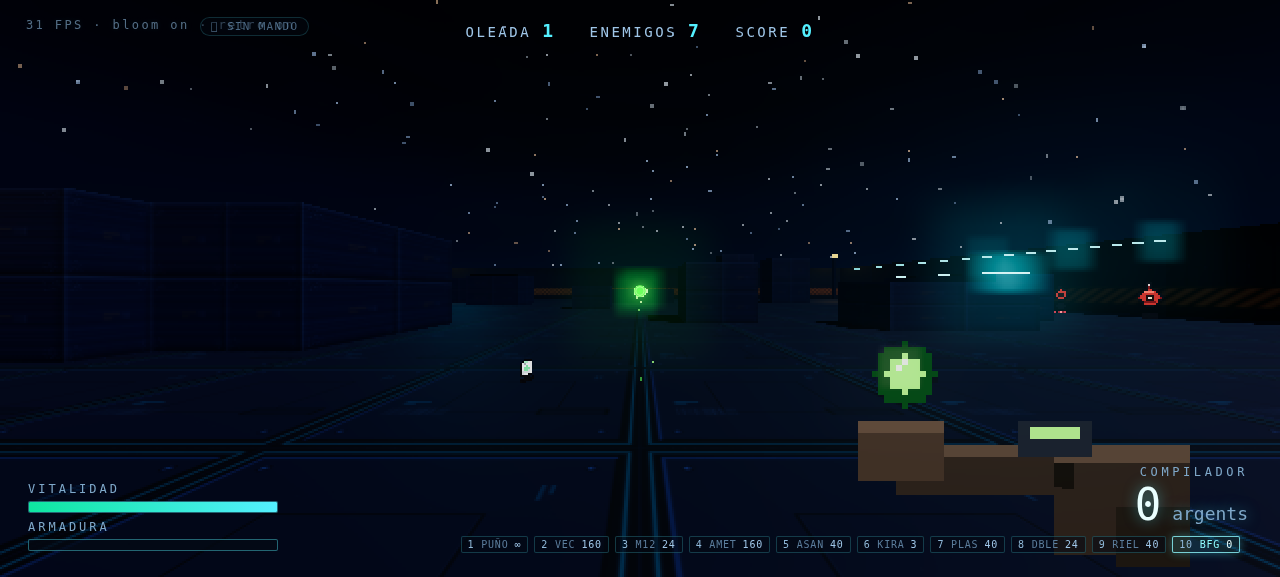 31 FPS · bloom on ·
SIN MANDO
OLEADA 1 ENEMIGOS 7 SCORE 0
VITALIDAD
ARMADURA
COMPILADOR
0 argents
1 PUÑO ∞ 2 VEC 160 3 M12 24 4 AMET 160 5 ASAN 40 6 KIRA 3 7 PLAS 40 8 DBLE 24 9 RIEL 40 10 BFG 0